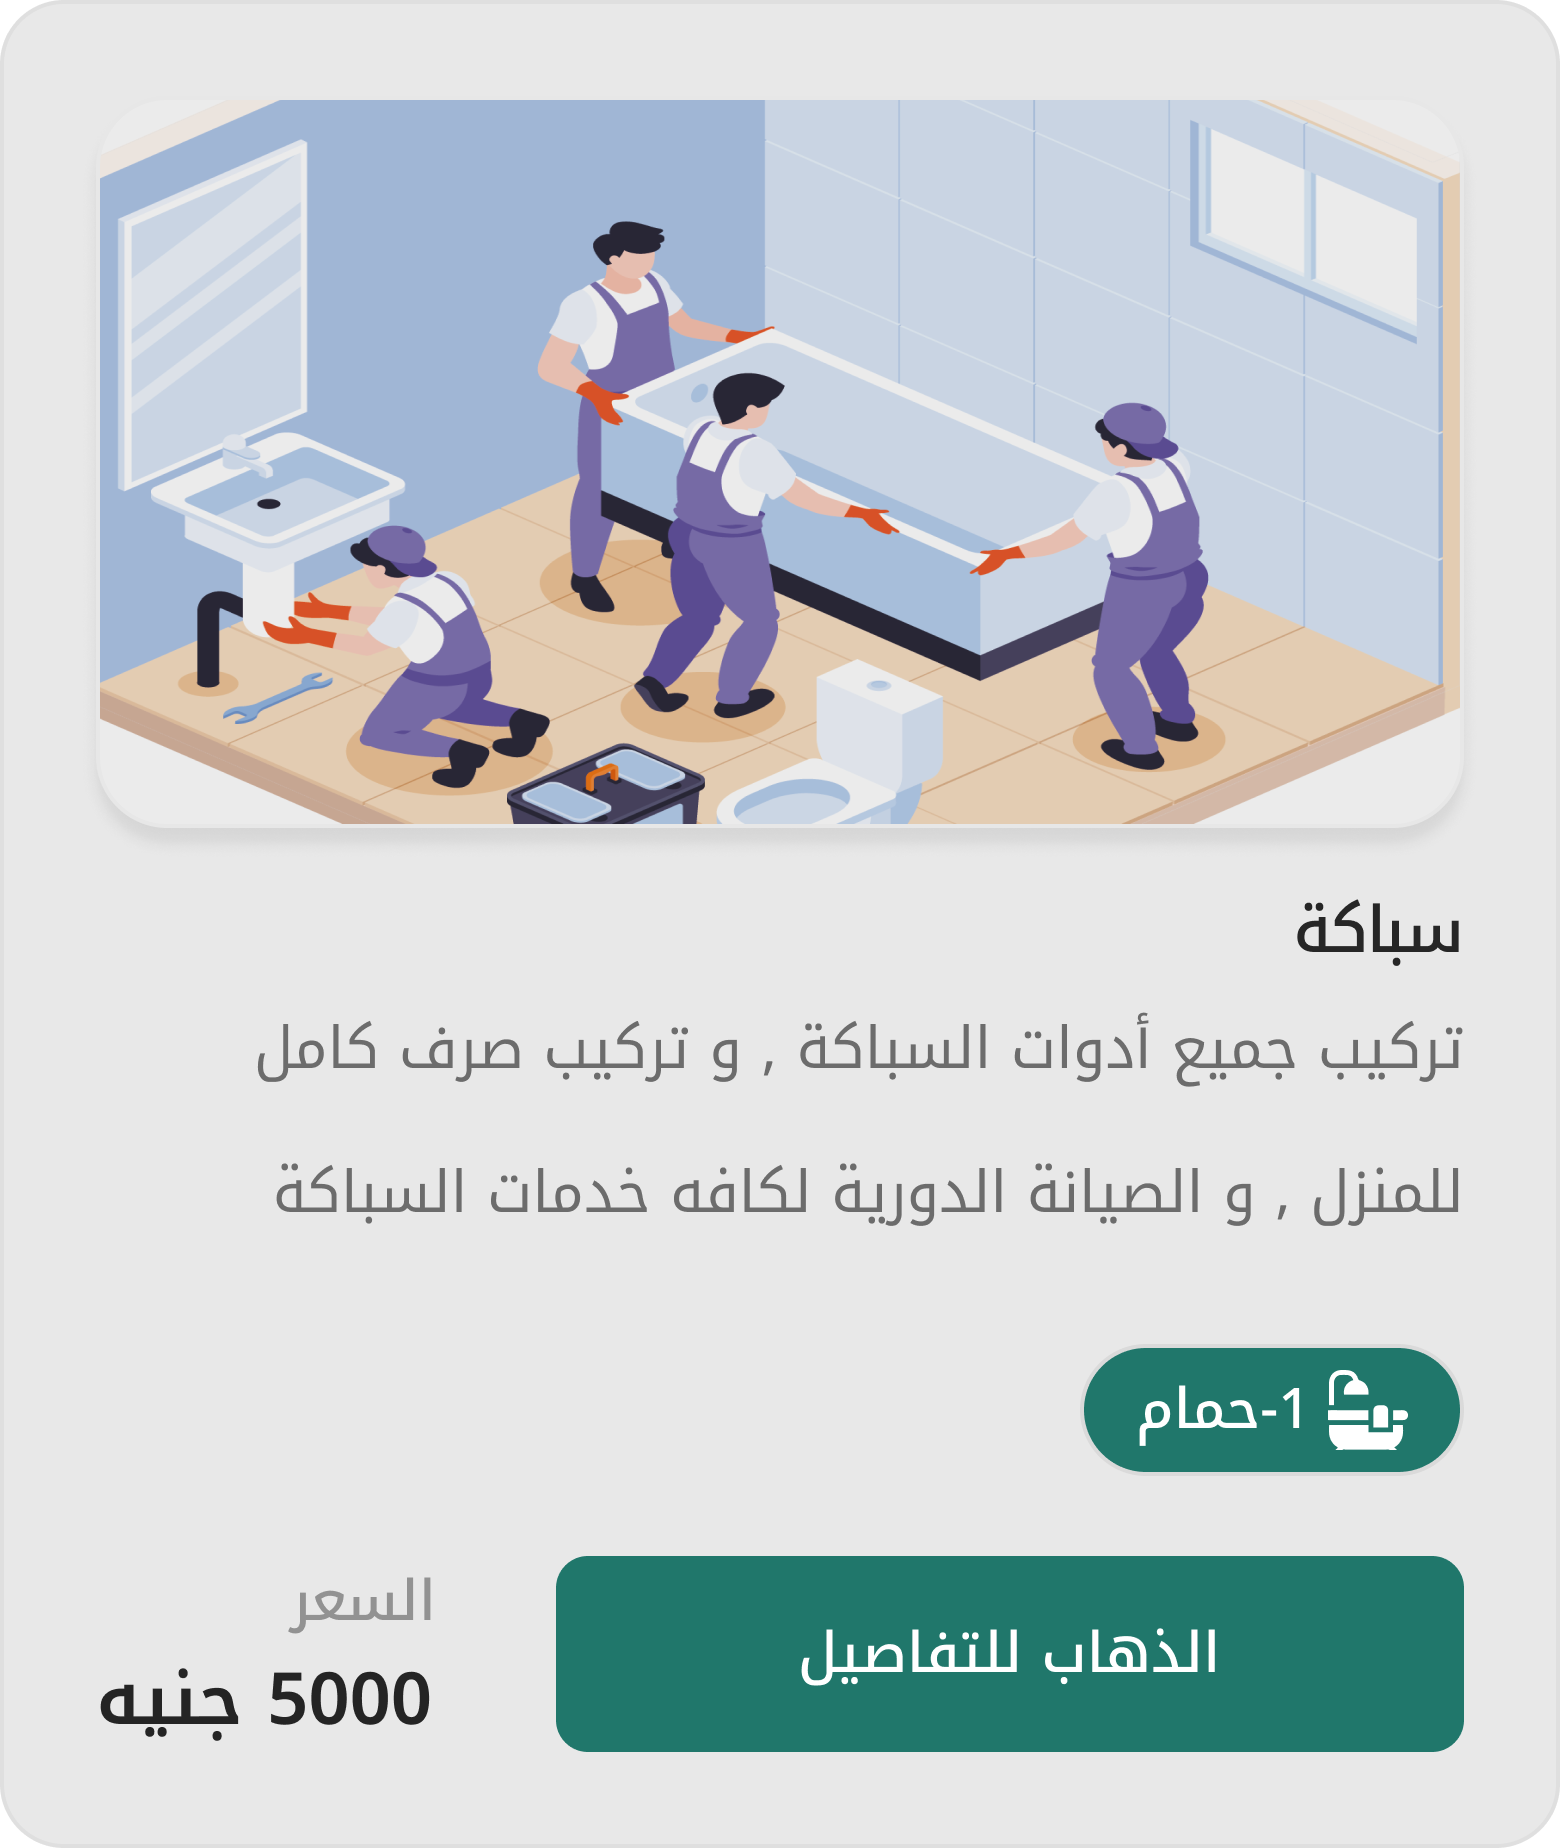 سباكة
تركيب جميع أدوات السباكة , و تركيب صرف كامل
للمنزل , و الصيانة الدورية لكافه خدمات السباكة
1-حمام
الذهاب للتفاصيل
السعر
5000 جنيه